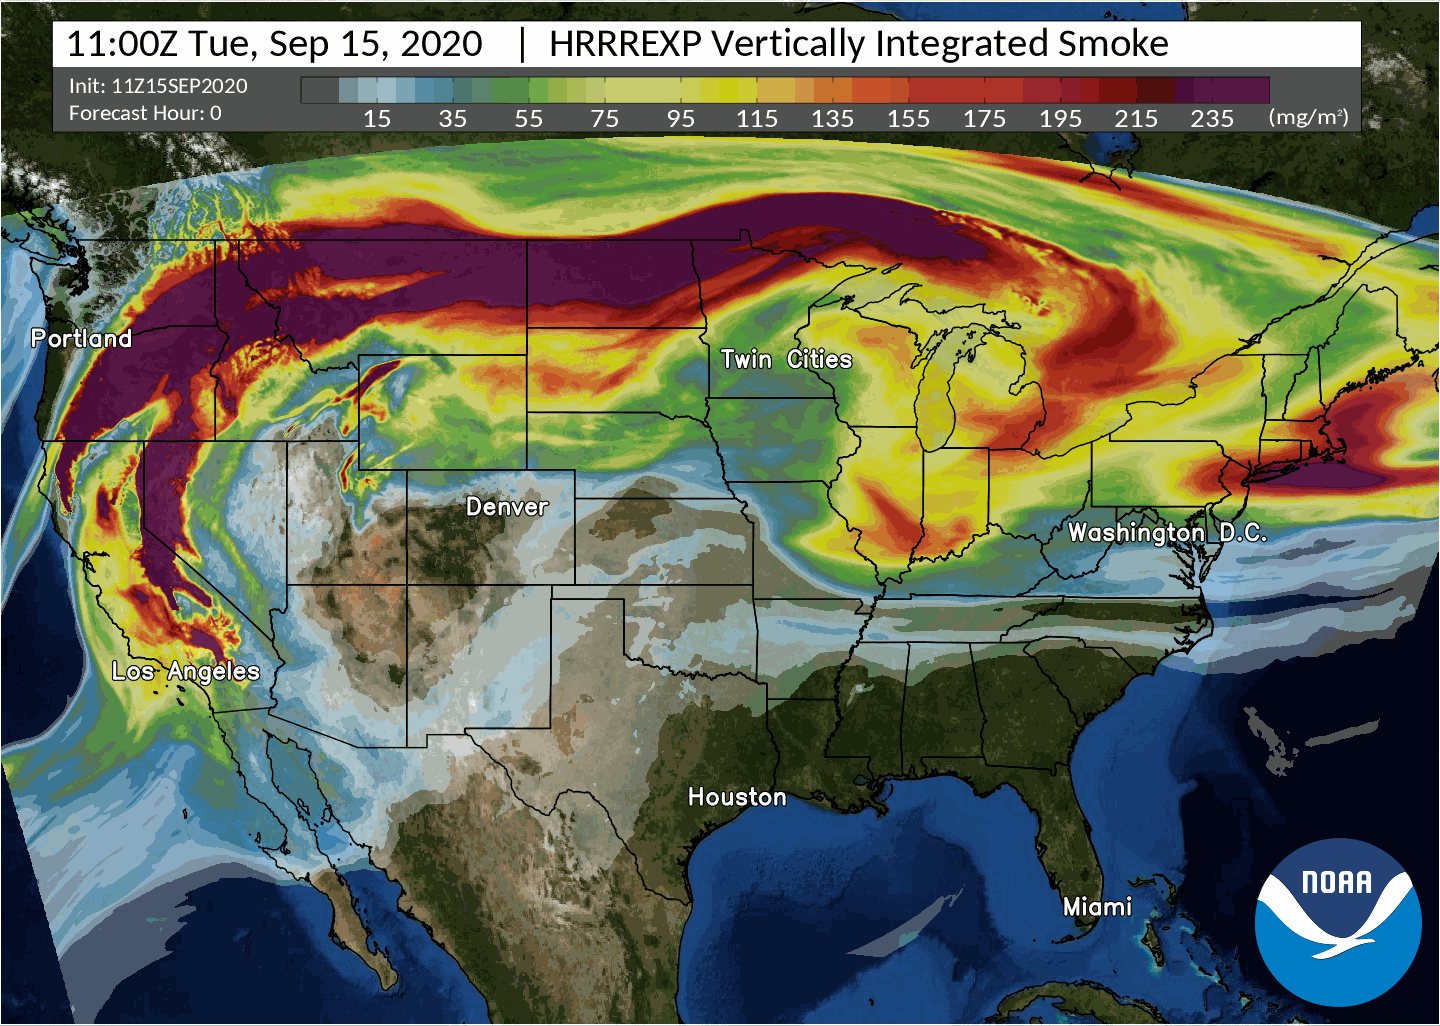 11:00Z Tue, Sep 15, 2020 | HRRREXP Vertically Integrated Smoke
Init: 11Z15SEP2020
Forecast Hour: 0
15 35 55 75 95 115 135 155 175 195 215 235 (mg/m²)
Portland
Twin Cities
Denver
Washington D.C.
Los Angeles
Houston
NOAA
Miami